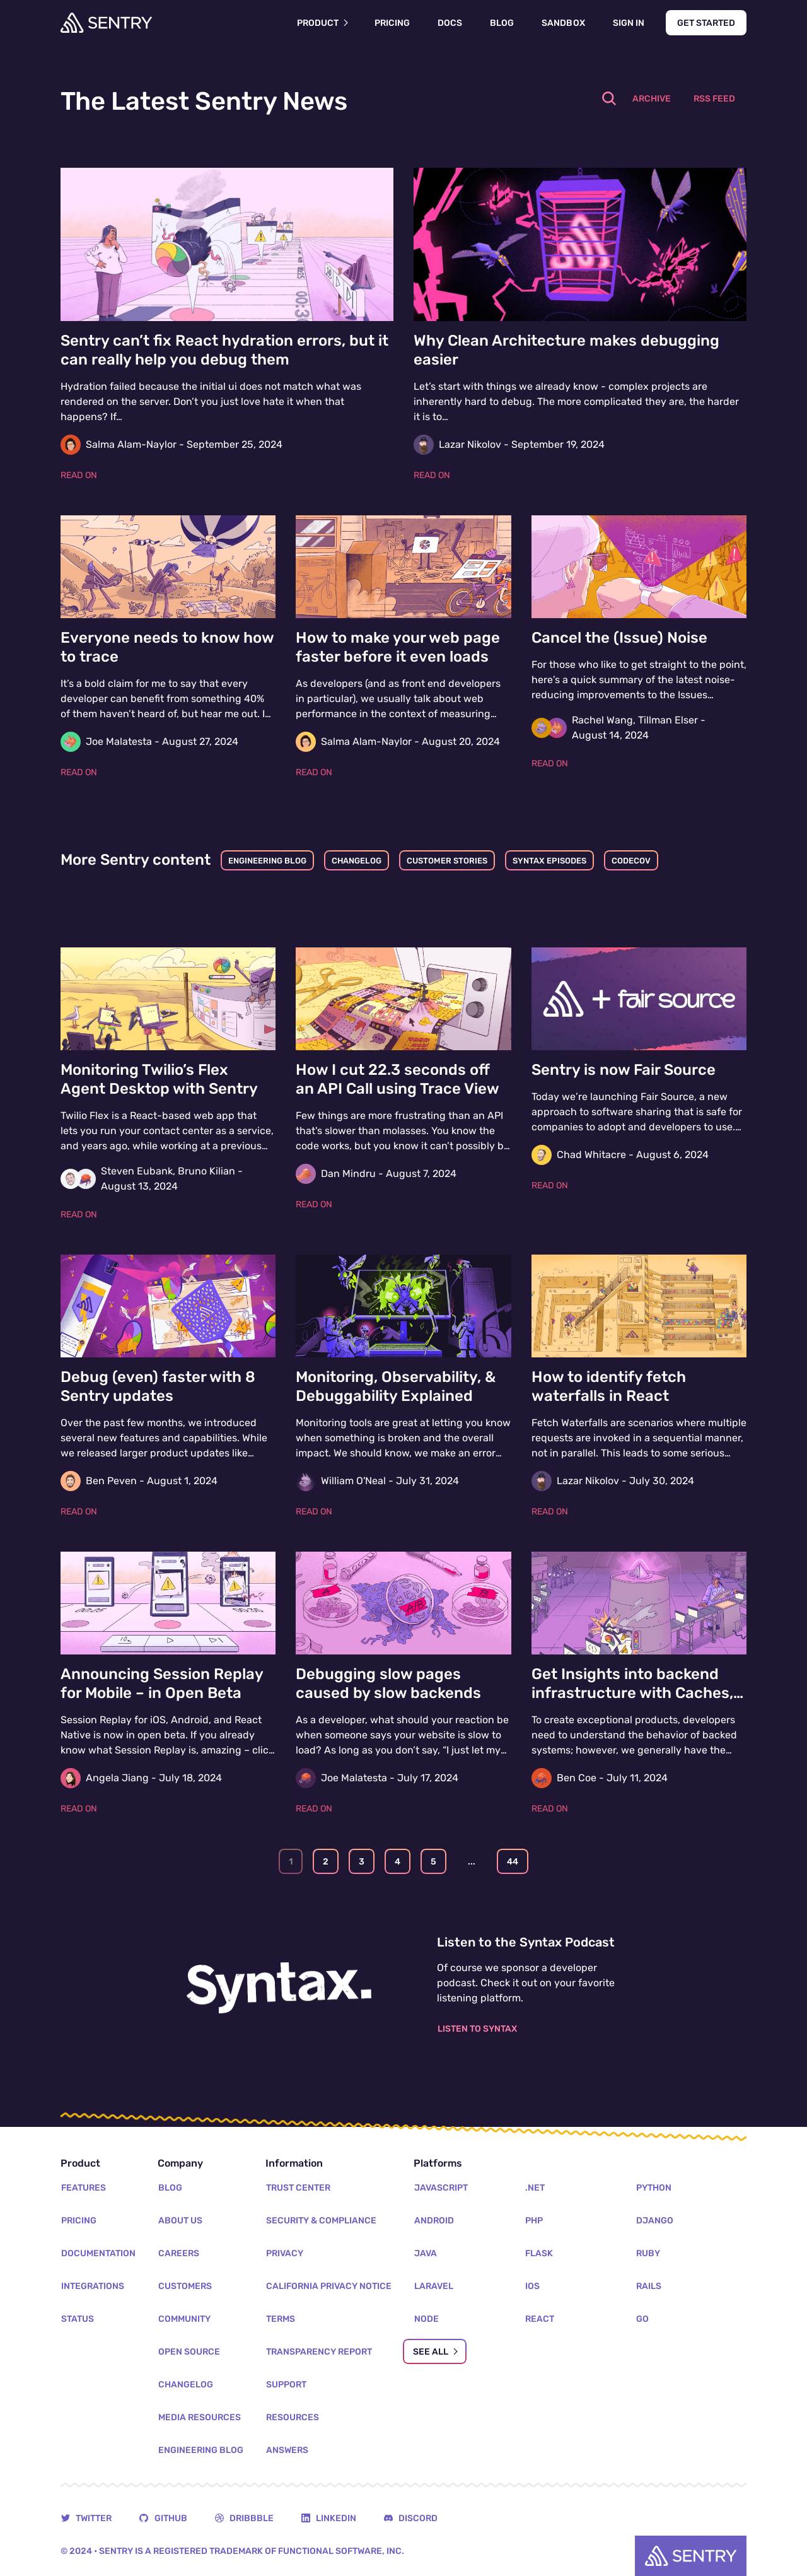 SENTRY
PRODUCT
PRICING
DOCS
BLOG
SANDBOX
SIGN IN
GET STARTED
The Latest Sentry News
ARCHIVE
RSS FEED
Sentry can’t fix React hydration errors, but it
can really help you debug them
Hydration failed because the initial ui does not match what was
rendered on the server. Don’t you just love hate it when that
happens? If…
Salma Alam-Naylor - September 25, 2024
READ ON
Why Clean Architecture makes debugging
easier
Let’s start with things we already know - complex projects are
inherently hard to debug. The more complicated they are, the harder
it is to…
Lazar Nikolov - September 19, 2024
READ ON
Everyone needs to know how
to trace
It’s a bold claim for me to say that every
developer can benefit from something 40%
of them haven’t heard of, but hear me out. I…
Joe Malatesta - August 27, 2024
READ ON
How to make your web page
faster before it even loads
As developers (and as front end developers
in particular), we usually talk about web
performance in the context of measuring…
Salma Alam-Naylor - August 20, 2024
READ ON
Cancel the (Issue) Noise
For those who like to get straight to the point,
here’s a quick summary of the latest noise-
reducing improvements to the Issues…
Rachel Wang, Tillman Elser -
August 14, 2024
READ ON
More Sentry content
ENGINEERING BLOG
CHANGELOG
CUSTOMER STORIES
SYNTAX EPISODES
CODECOV
Monitoring Twilio’s Flex
Agent Desktop with Sentry
Twilio Flex is a React-based web app that
lets you run your contact center as a service,
and years ago, while working at a previous…
Steven Eubank, Bruno Kilian -
August 13, 2024
READ ON
How I cut 22.3 seconds off
an API Call using Trace View
Few things are more frustrating than an API
that’s slower than molasses. You know the
code works, but you know it can’t possibly b…
Dan Mindru - August 7, 2024
READ ON
+ fair source
Sentry is now Fair Source
Today we’re launching Fair Source, a new
approach to software sharing that is safe for
companies to adopt and developers to use.…
Chad Whitacre - August 6, 2024
READ ON
Debug (even) faster with 8
Sentry updates
Over the past few months, we introduced
several new features and capabilities. While
we released larger product updates like…
Ben Peven - August 1, 2024
READ ON
Monitoring, Observability, &
Debuggability Explained
Monitoring tools are great at letting you know
when something is broken and the overall
impact. We should know, we make an error…
William O'Neal - July 31, 2024
READ ON
How to identify fetch
waterfalls in React
Fetch Waterfalls are scenarios where multiple
requests are invoked in a sequential manner,
not in parallel. This leads to some serious…
Lazar Nikolov - July 30, 2024
READ ON
Announcing Session Replay
for Mobile – in Open Beta
Session Replay for iOS, Android, and React
Native is now in open beta. If you already
know what Session Replay is, amazing – clic…
Angela Jiang - July 18, 2024
READ ON
A
A/B
B
Debugging slow pages
caused by slow backends
As a developer, what should your reaction be
when someone says your website is slow to
load? As long as you don’t say, “I just let my…
Joe Malatesta - July 17, 2024
READ ON
Get Insights into backend
infrastructure with Caches,…
To create exceptional products, developers
need to understand the behavior of backed
systems; however, we generally have the…
Ben Coe - July 11, 2024
READ ON
1
2
3
4
5
...
44
Syntax.
Listen to the Syntax Podcast
Of course we sponsor a developer
podcast. Check it out on your favorite
listening platform.
LISTEN TO SYNTAX
Product
FEATURES
PRICING
DOCUMENTATION
INTEGRATIONS
STATUS
Company
BLOG
ABOUT US
CAREERS
CUSTOMERS
COMMUNITY
OPEN SOURCE
CHANGELOG
MEDIA RESOURCES
ENGINEERING BLOG
Information
TRUST CENTER
SECURITY & COMPLIANCE
PRIVACY
CALIFORNIA PRIVACY NOTICE
TERMS
TRANSPARENCY REPORT
SUPPORT
RESOURCES
ANSWERS
Platforms
JAVASCRIPT
ANDROID
JAVA
LARAVEL
NODE
SEE ALL
.NET
PHP
FLASK
IOS
REACT
PYTHON
DJANGO
RUBY
RAILS
GO
TWITTER
GITHUB
DRIBBBLE
LINKEDIN
DISCORD
© 2024 • SENTRY IS A REGISTERED TRADEMARK OF FUNCTIONAL SOFTWARE, INC.
SENTRY